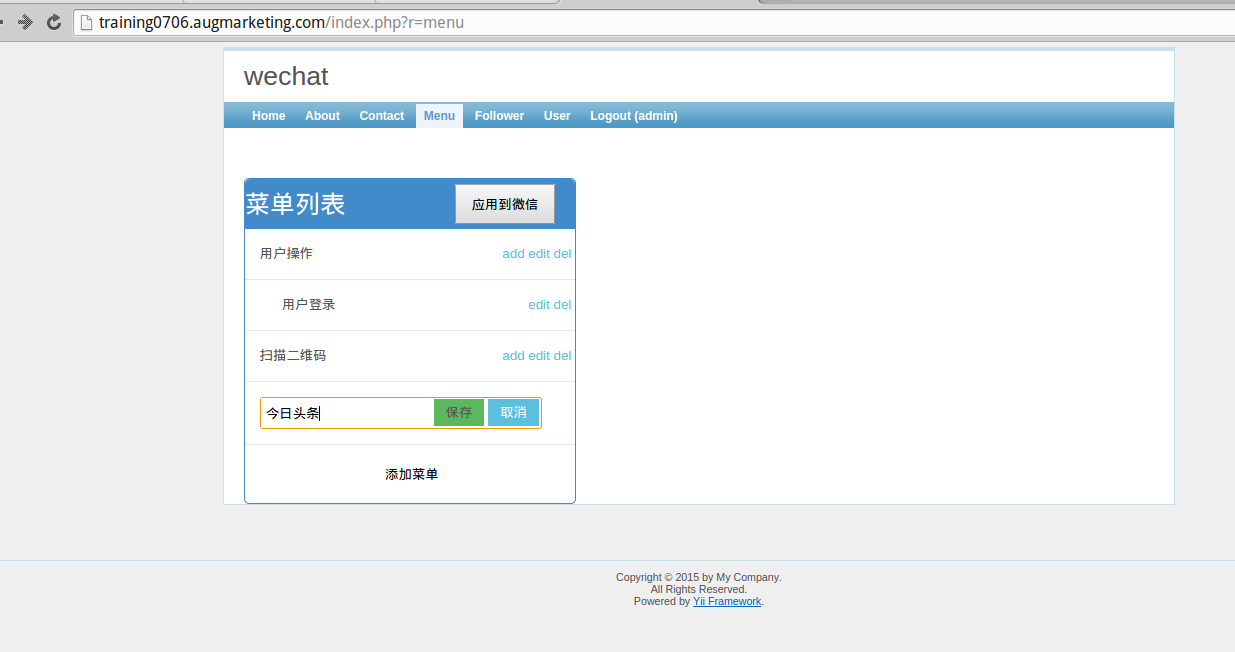 training0706.augmarketing.com/index.php?r=menu
wechat
Home About Contact Menu Follower User Logout (admin)
菜单列表 应用到微信
用户操作 add edit del
用户登录 edit del
扫描二维码 add edit del
今日头条 保存 取消
添加菜单
Copyright © 2015 by My Company.
All Rights Reserved.
Powered by Yii Framework.